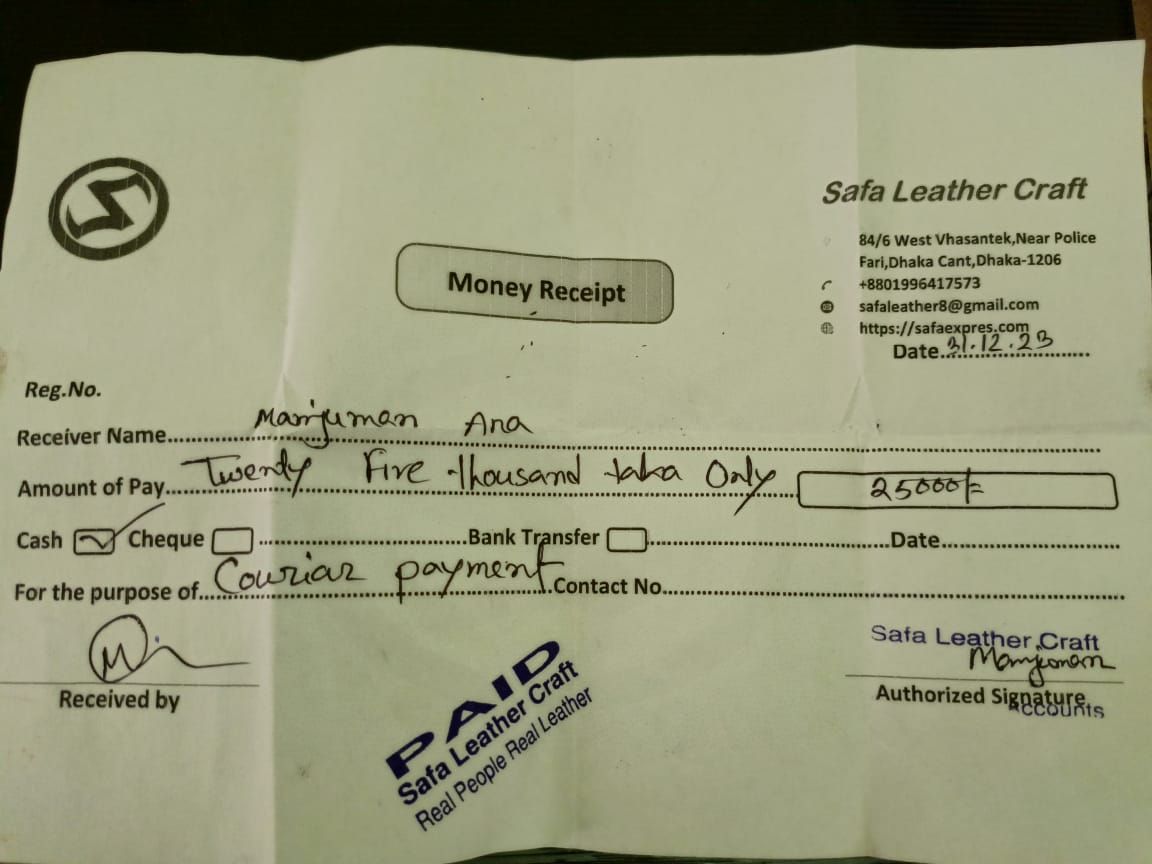 Safa Leather Craft
84/6 West Vhasantek,Near Police
Fari,Dhaka Cant,Dhaka-1206
+8801996417573
safaleather8@gmail.com
https://safaexpres.com
Money Receipt
Date..31.12.23..........
Reg.No.
Receiver Name..........Marijuman Ana..........
Amount of Pay..Twenty Five thousand taka Only.. 25000/=
Cash Cheque ..........Bank Transfer ..........Date..........
For the purpose of..Couriar payment..Contact No..........
Safa Leather Craft
Received by
Authorized Signature
Accounts
PAID
Safa Leather Craft
Real People Real Leather